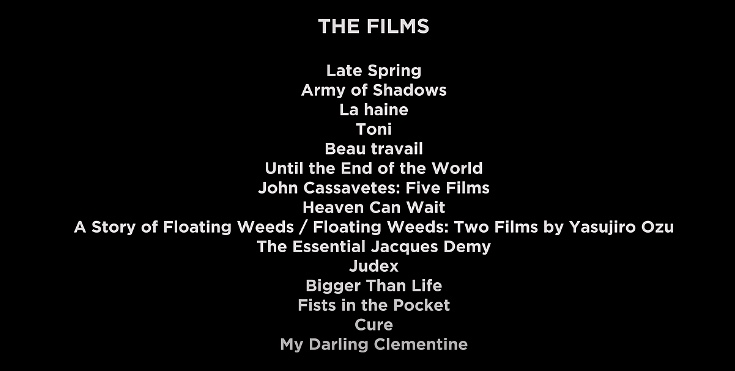 THE FILMS
Late Spring
Army of Shadows
La haine
Toni
Beau travail
Until the End of the World
John Cassavetes: Five Films
Heaven Can Wait
A Story of Floating Weeds / Floating Weeds: Two Films by Yasujiro Ozu
The Essential Jacques Demy
Judex
Bigger Than Life
Fists in the Pocket
Cure
My Darling Clementine